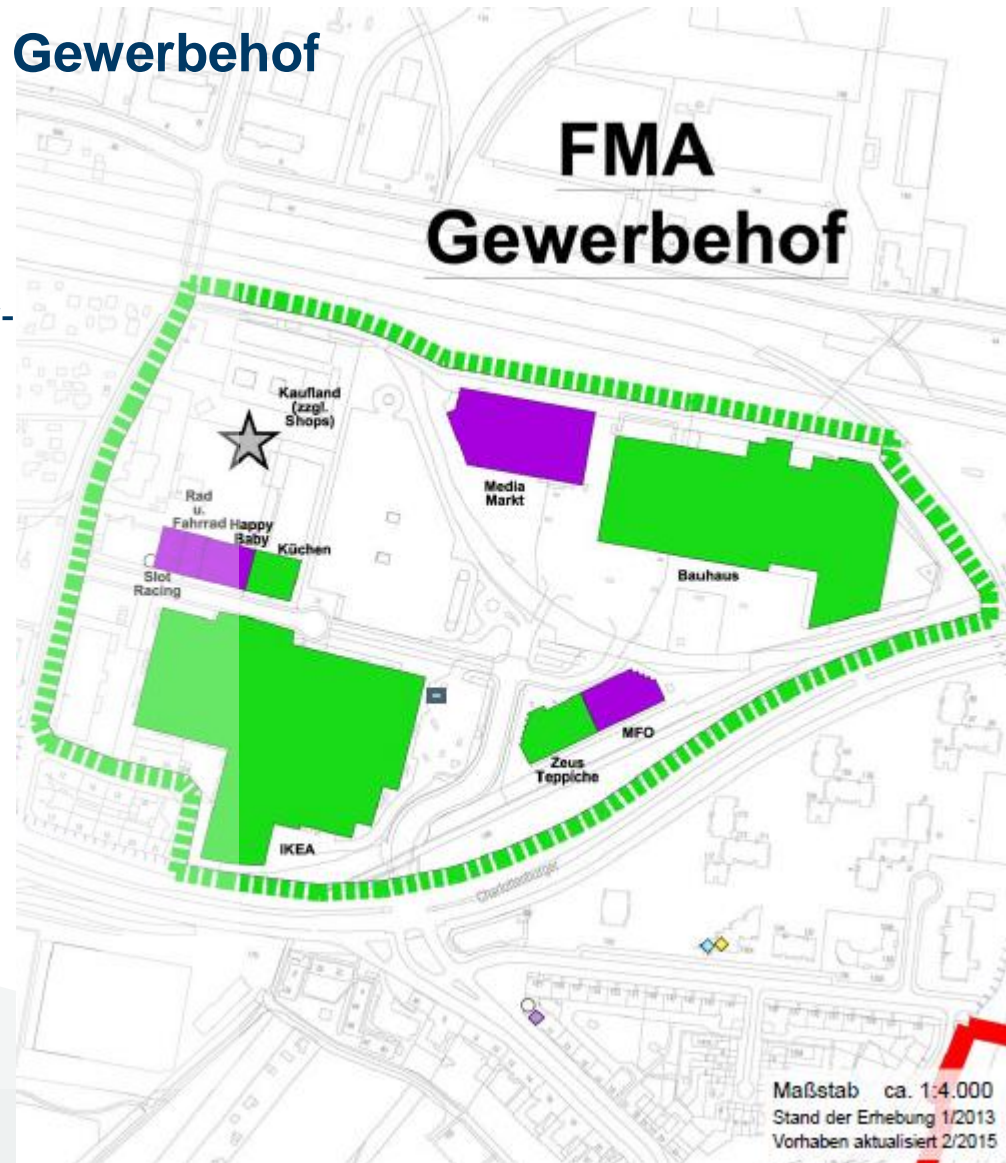 Gewerbehof
FMA
Gewerbehof
-
Kaufland
(zzgl.
Shops)
Media
Markt
Rad
u.
Fahrrad
Happy
Baby
Küchen
Slot
Racing
Bauhaus
MFO
Zeus
Teppiche
IKEA
Charlottenburger
Maßstab ca. 1:4.000
Stand der Erhebung 1/2013
Vorhaben aktualisiert 2/2015